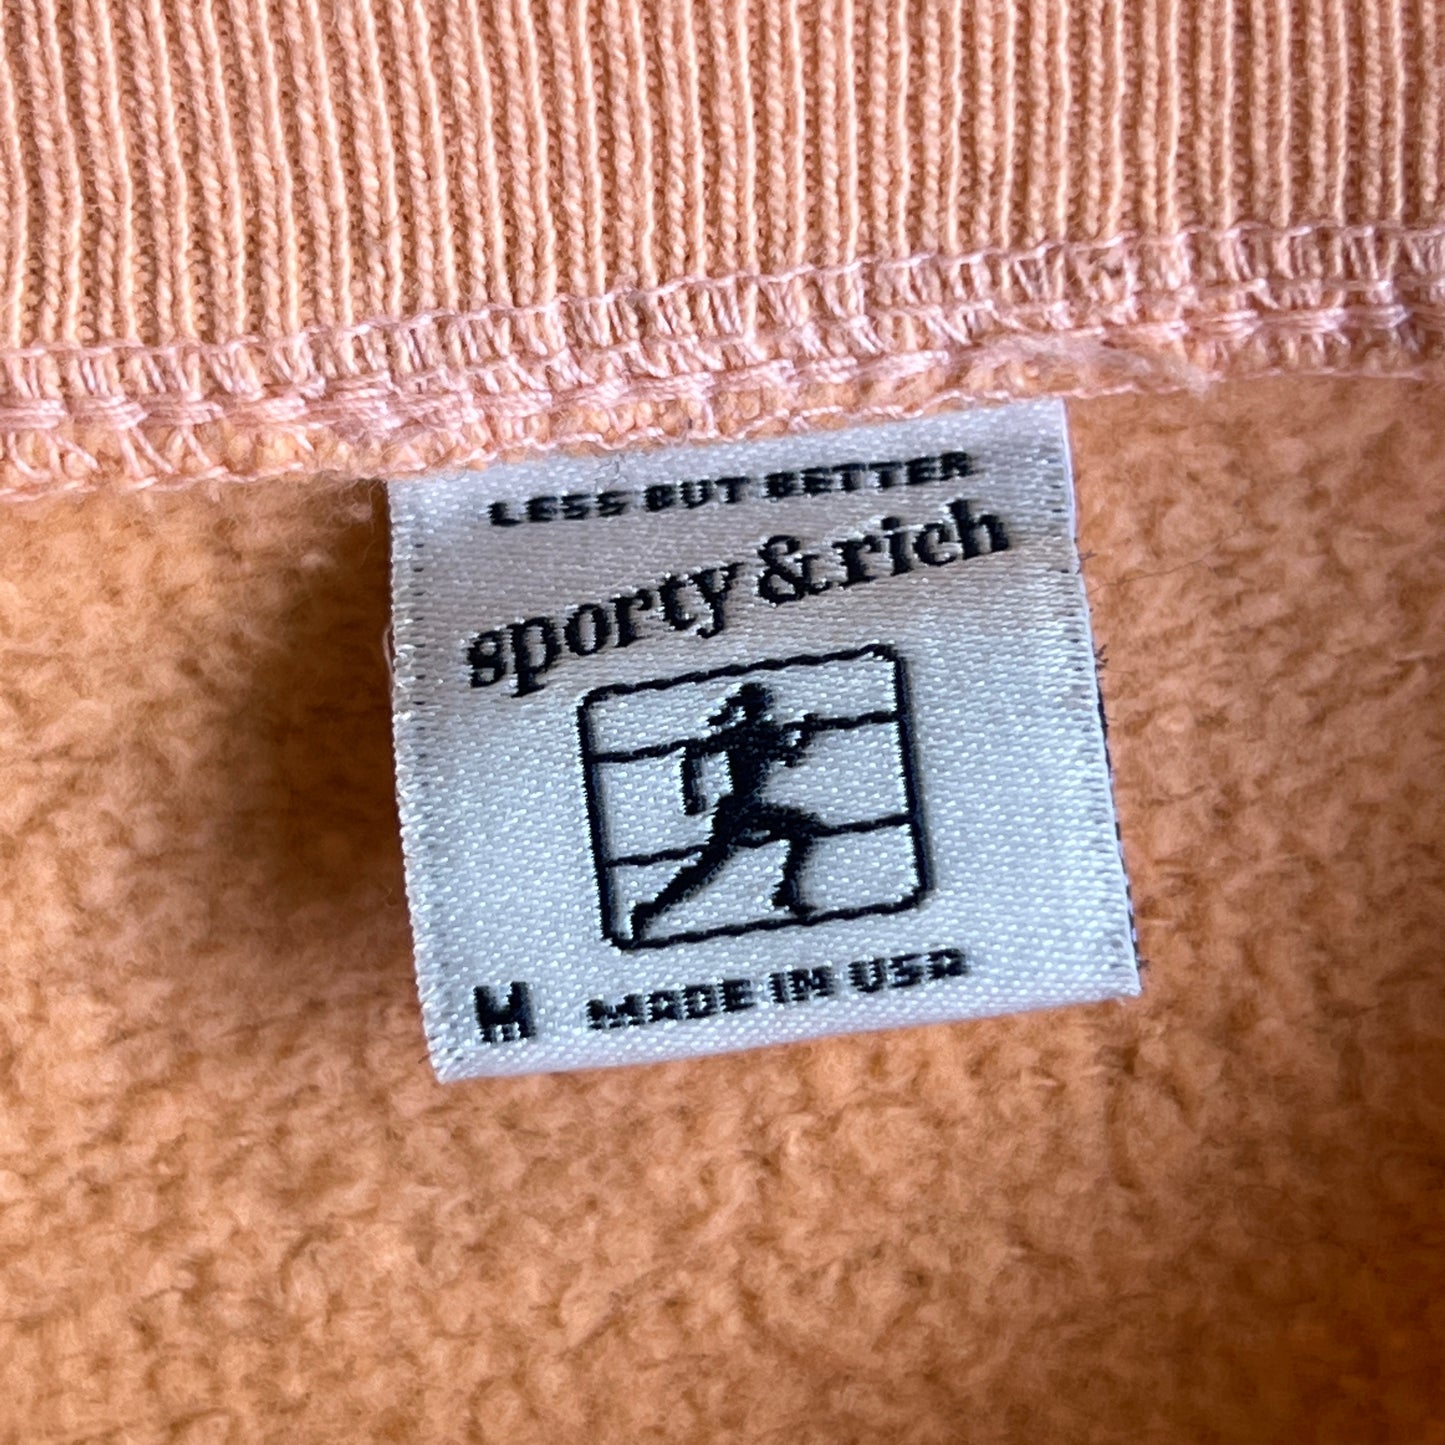 LESS BUT BETTER
sporty & rich
M MADE IN USA